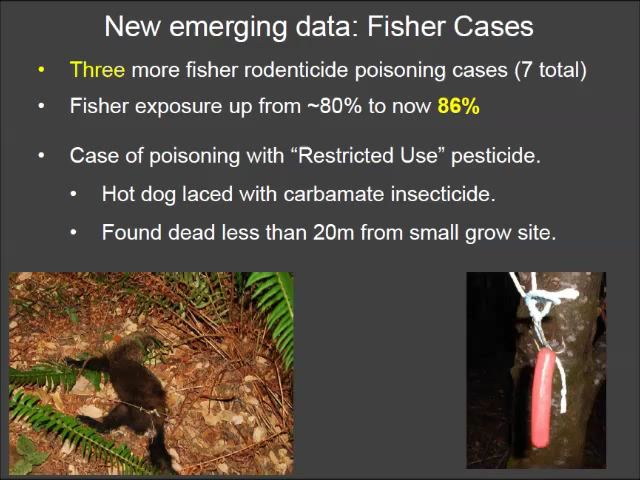 New emerging data: Fisher Cases
• Three more fisher rodenticide poisoning cases (7 total)
• Fisher exposure up from ~80% to now 86%
• Case of poisoning with “Restricted Use” pesticide.
• Hot dog laced with carbamate insecticide.
• Found dead less than 20m from small grow site.